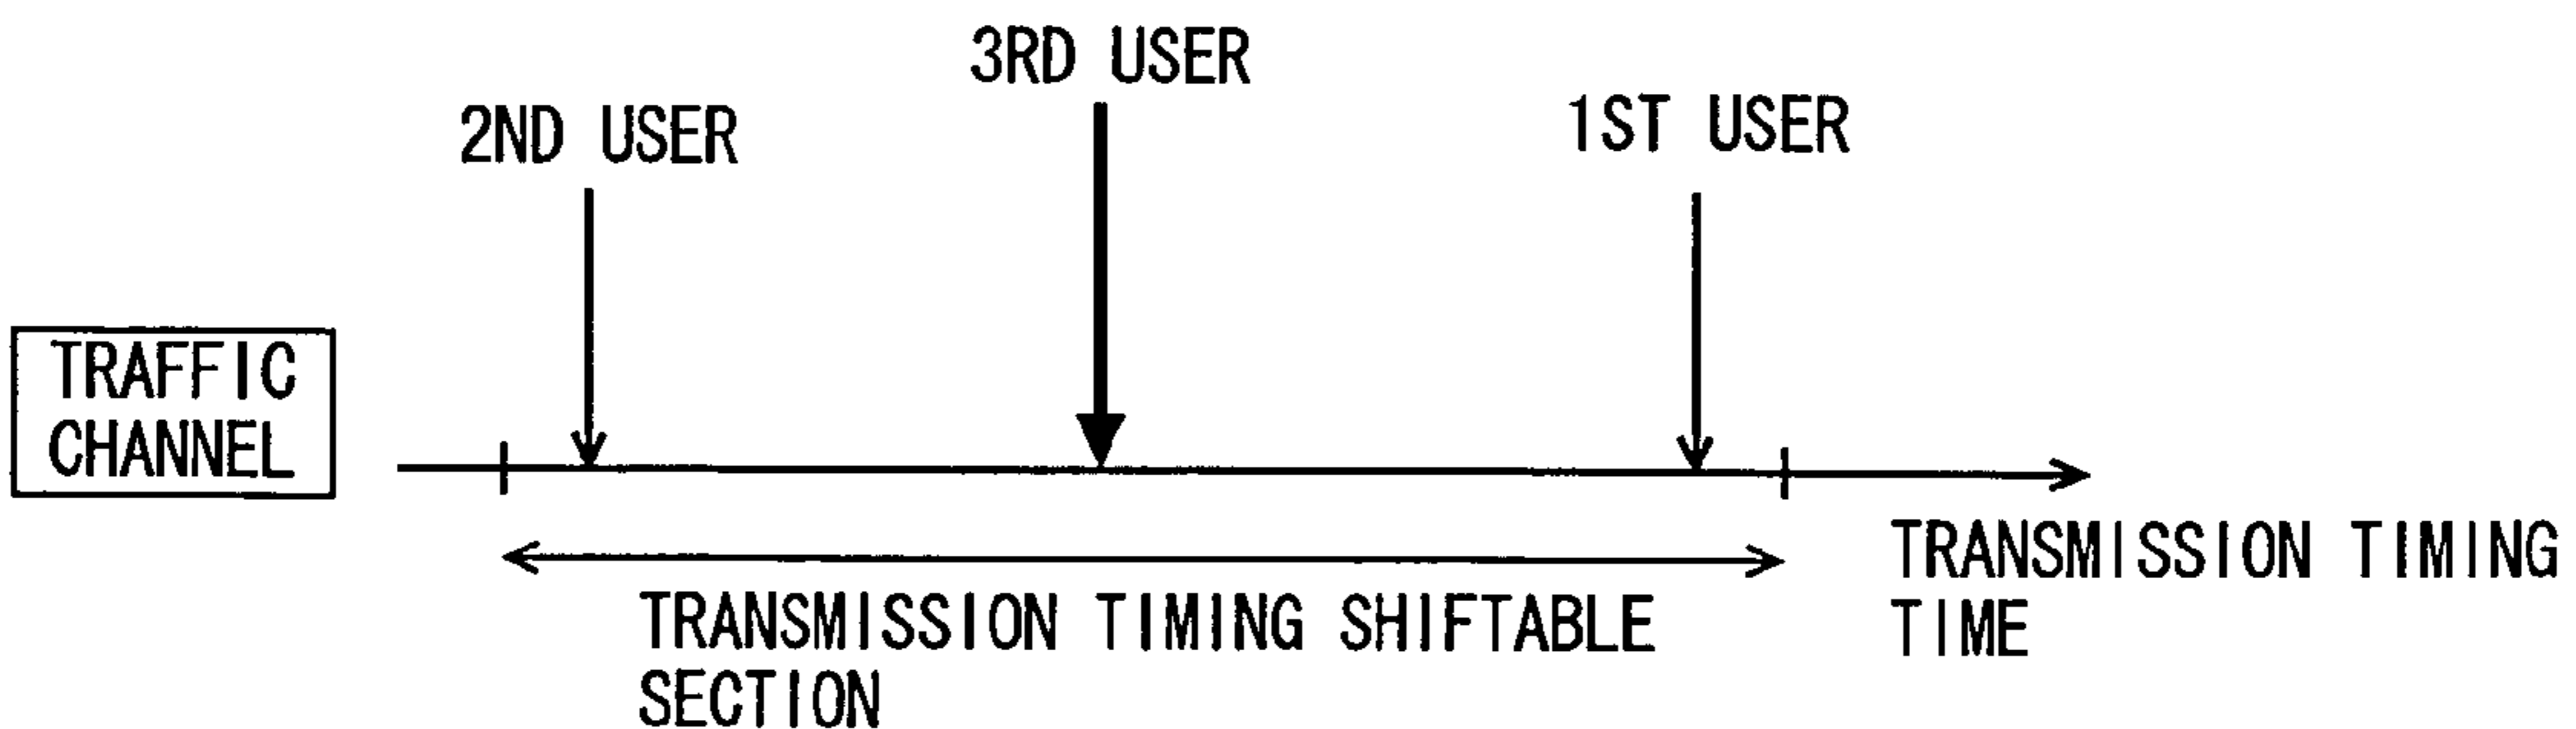 3RD USER
2ND USER
1ST USER
TRAFFIC
CHANNEL
TRANSMISSION TIMING
TIME
TRANSMISSION TIMING SHIFTABLE
SECTION